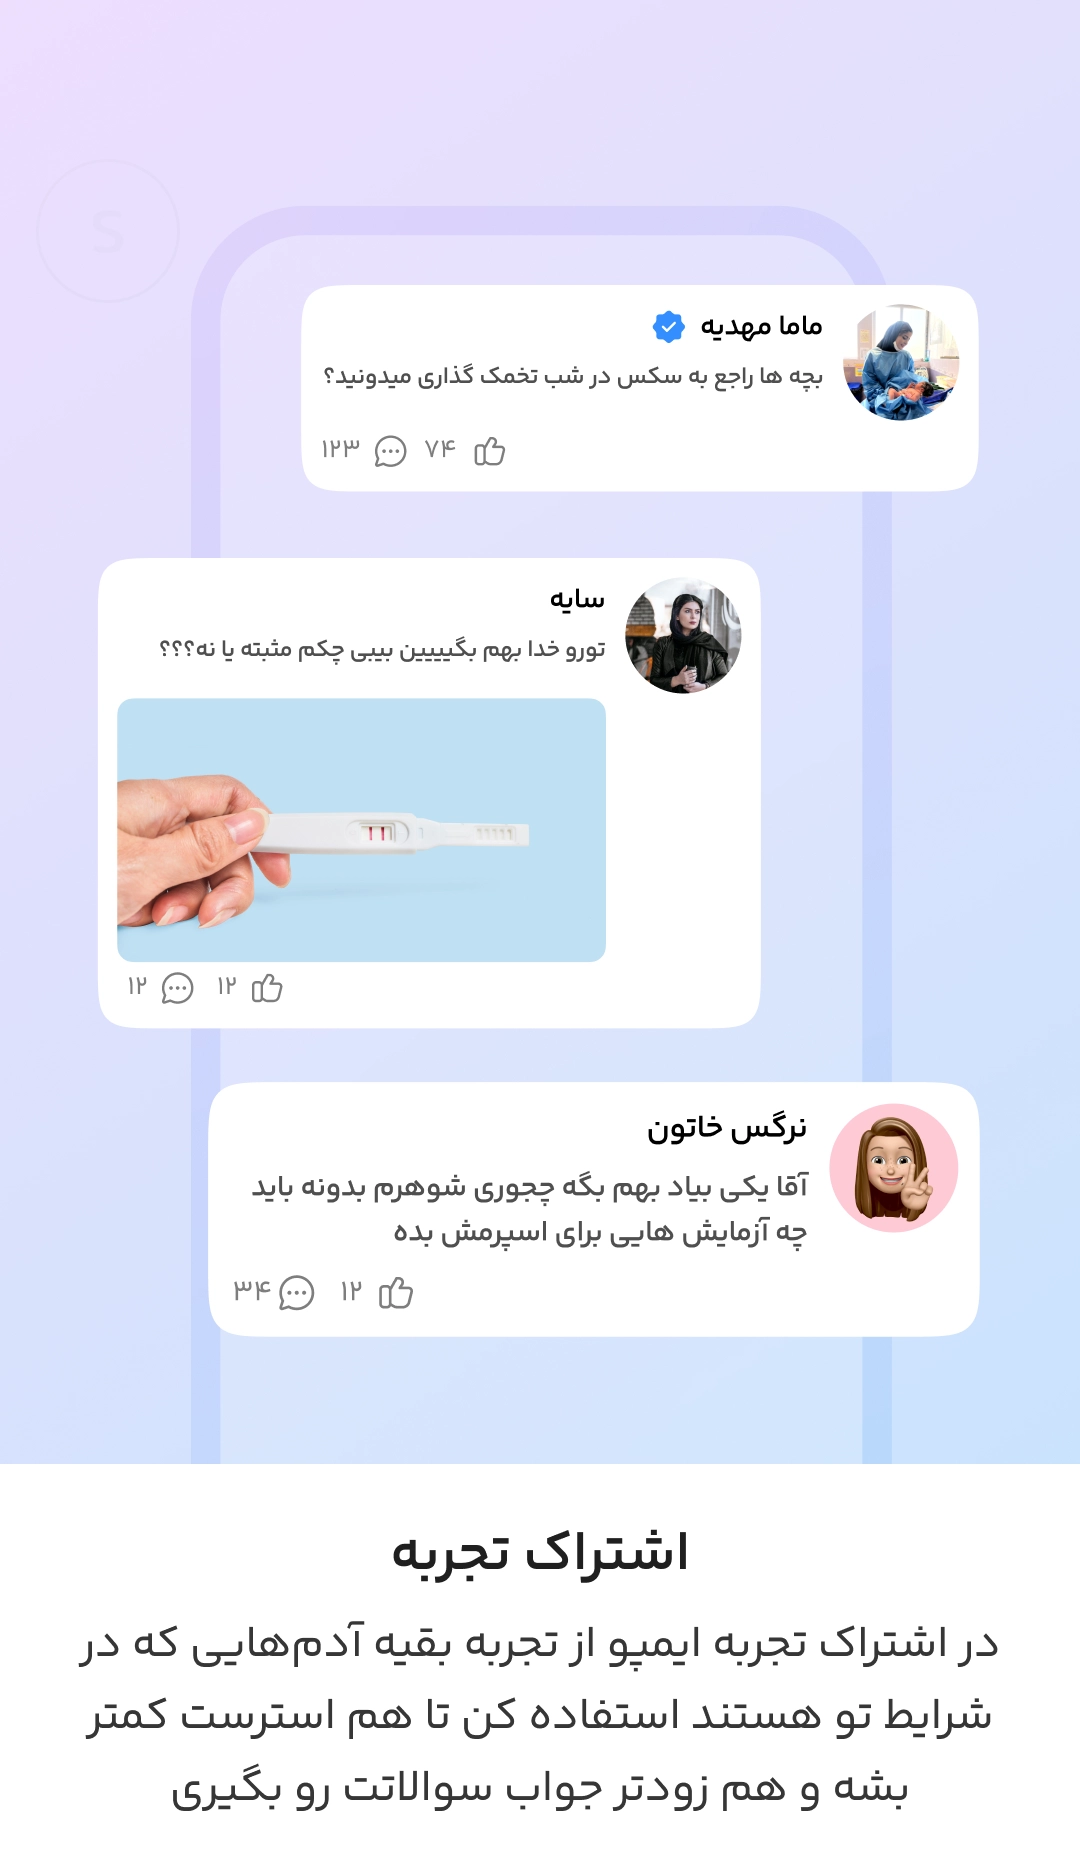 S
ماما مهدیه
بچه ها راجع به سکس در شب تخمک گذاری میدونید؟
۷۴ ۱۲۳
سایه
تورو خدا بهم بگیییین بیبی چکم مثبته یا نه؟؟؟
۱۲ ۱۲
نرگس خاتون
آقا یکی بیاد بهم بگه چجوری شوهرم بدونه باید
چه آزمایش هایی برای اسپرمش بده
۱۲ ۳۴
اشتراک تجربه
در اشتراک تجربه ایمپو از تجربه بقیه آدم‌هایی که در
شرایط تو هستند استفاده کن تا هم استرست کمتر
بشه و هم زودتر جواب سوالاتت رو بگیری